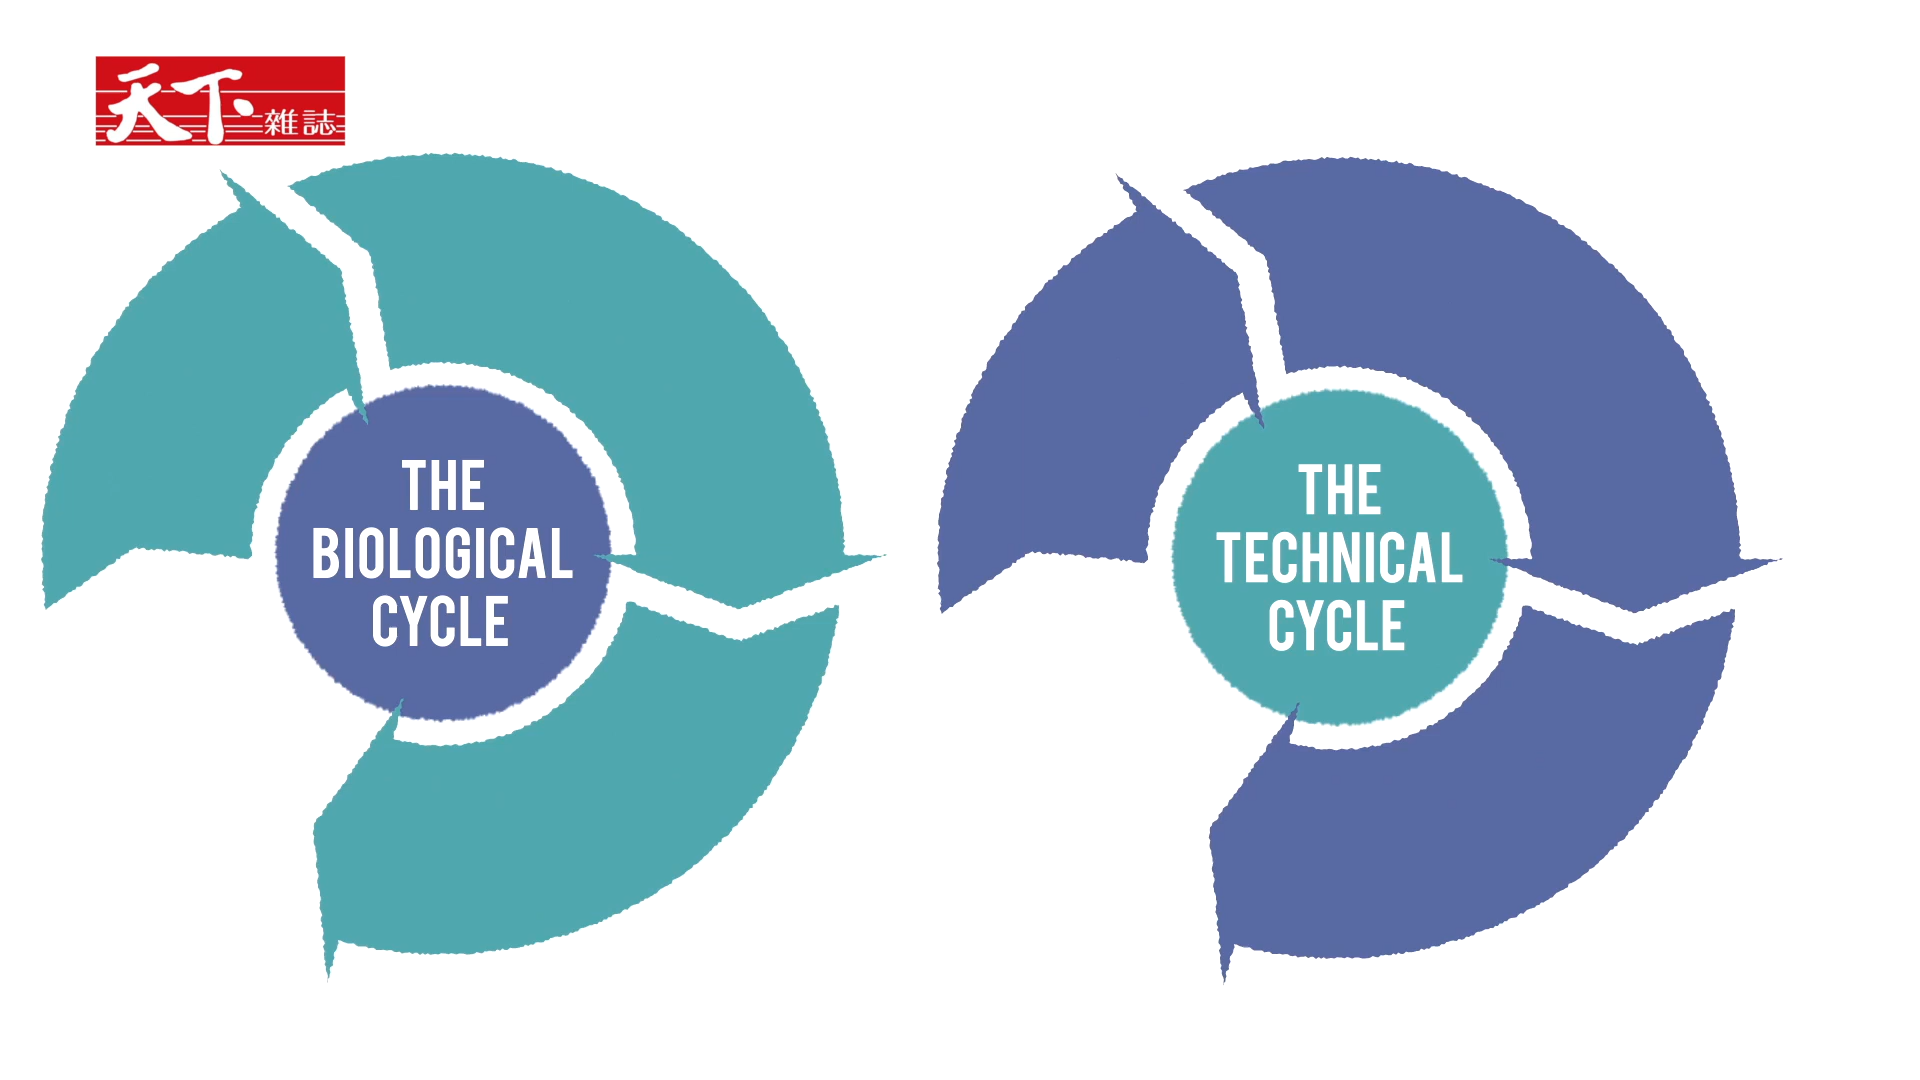 天下雜誌
THE
BIOLOGICAL
CYCLE
THE
TECHNICAL
CYCLE